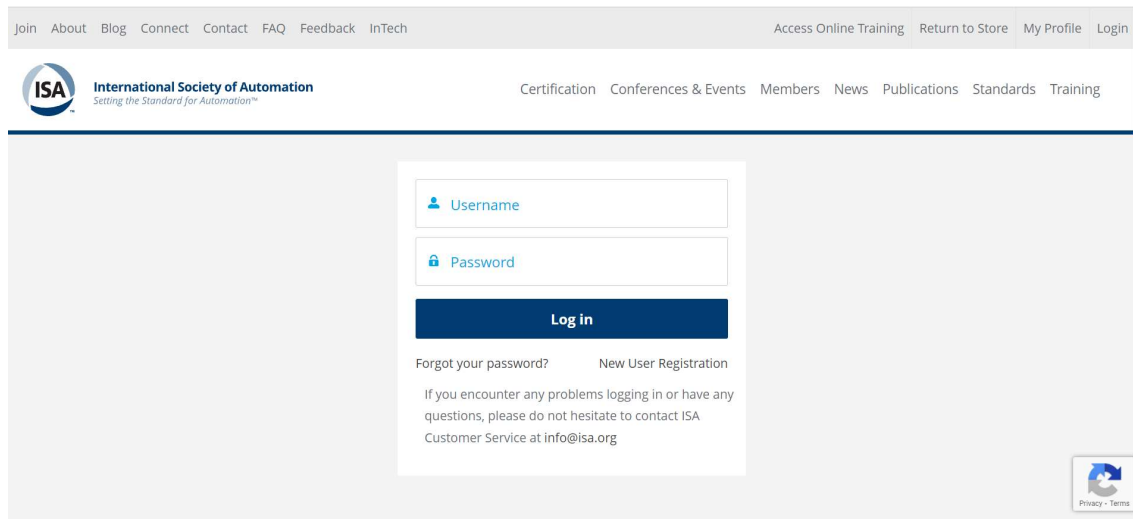 Join About Blog Connect Contact FAQ Feedback InTech Access Online Training Return to Store My Profile Login
ISA
International Society of Automation
Setting the Standard for Automation™
Certification Conferences & Events Members News Publications Standards Training
Username
Password
Log in
Forgot your password? New User Registration
If you encounter any problems logging in or have any
questions, please do not hesitate to contact ISA
Customer Service at info@isa.org
Privacy - Terms